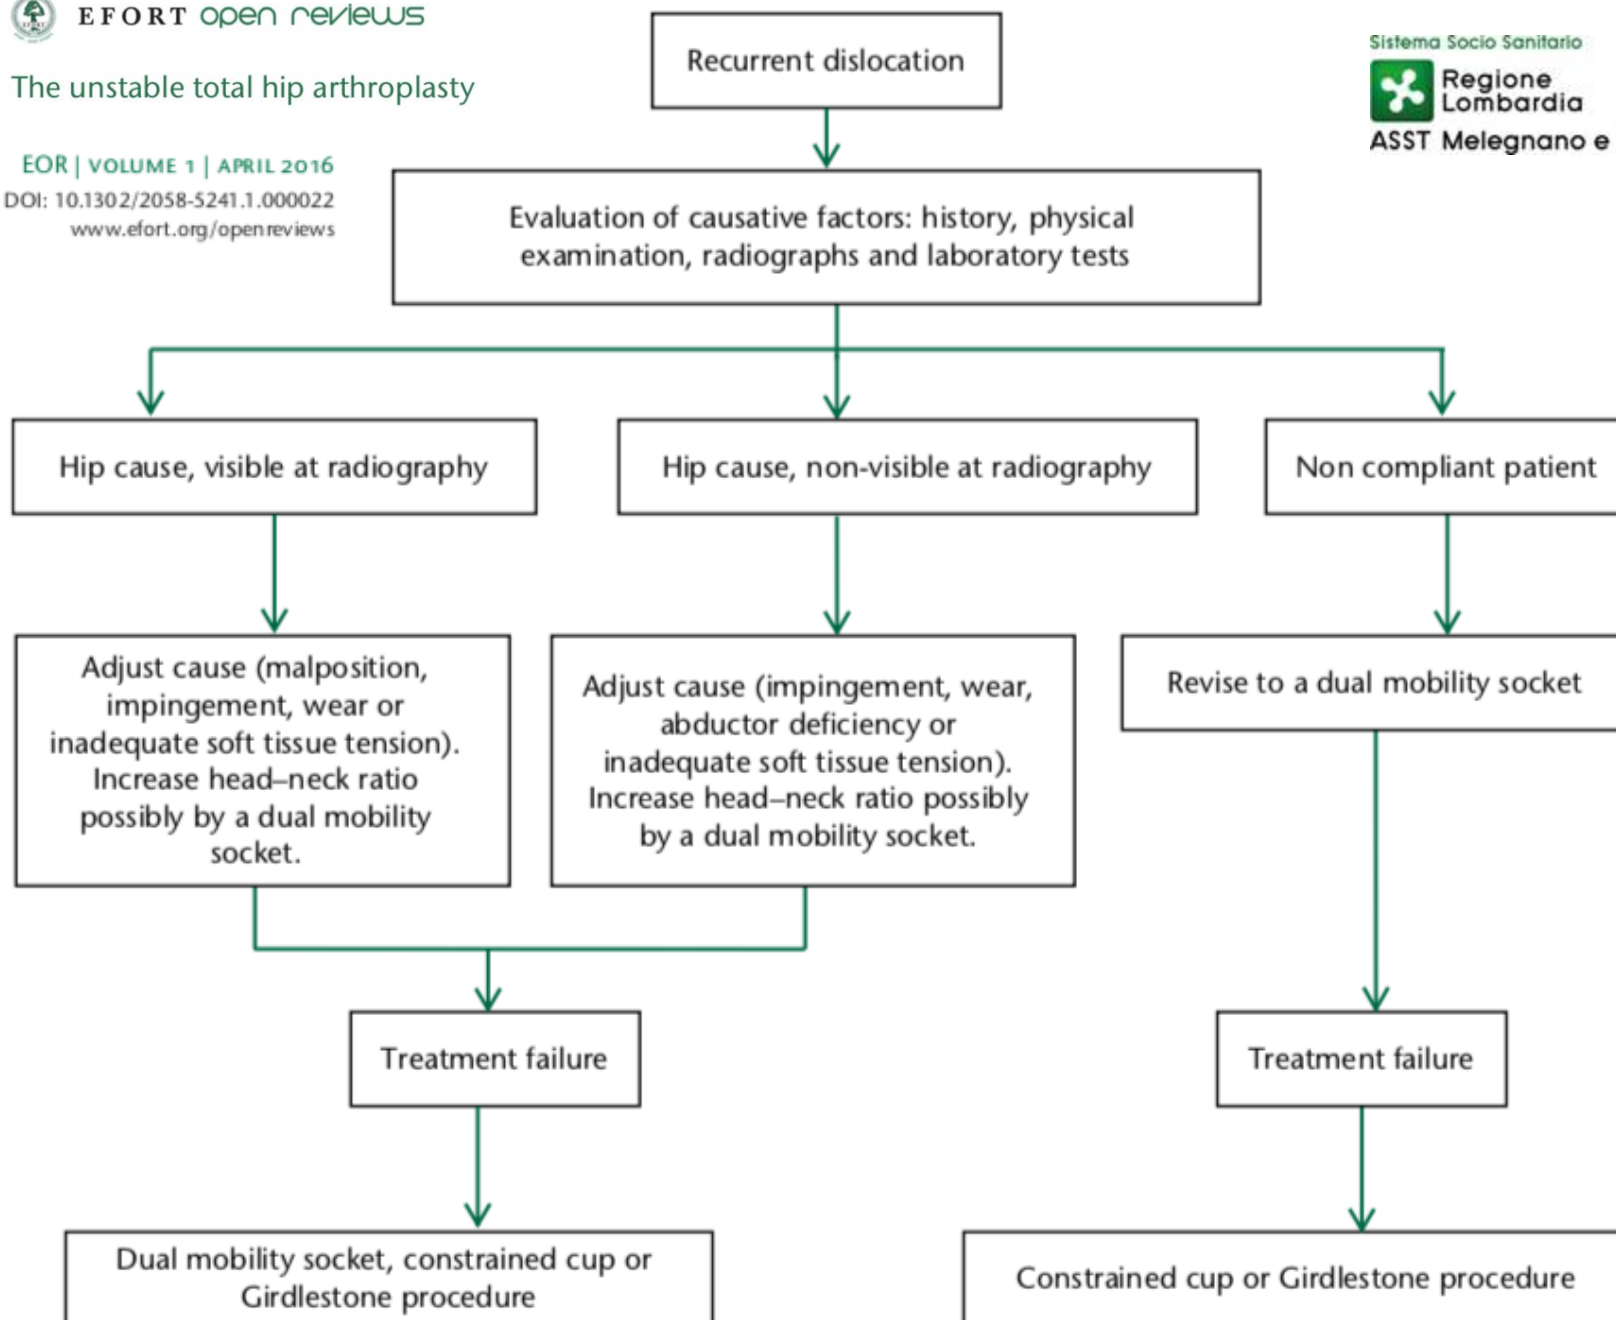 EFORT open reviews
The unstable total hip arthroplasty
EOR | VOLUME 1 | APRIL 2016
DOI: 10.1302/2058-5241.1.000022
www.efort.org/openreviews
Sistema Socio Sanitario
Regione
Lombardia
ASST Melegnano e
Recurrent dislocation
Evaluation of causative factors: history, physical
examination, radiographs and laboratory tests
Hip cause, visible at radiography
Hip cause, non-visible at radiography
Non compliant patient
Adjust cause (malposition,
impingement, wear or
inadequate soft tissue tension).
Increase head–neck ratio
possibly by a dual mobility
socket.
Adjust cause (impingement, wear,
abductor deficiency or
inadequate soft tissue tension).
Increase head–neck ratio possibly
by a dual mobility socket.
Revise to a dual mobility socket
Treatment failure
Treatment failure
Dual mobility socket, constrained cup or
Girdlestone procedure
Constrained cup or Girdlestone procedure